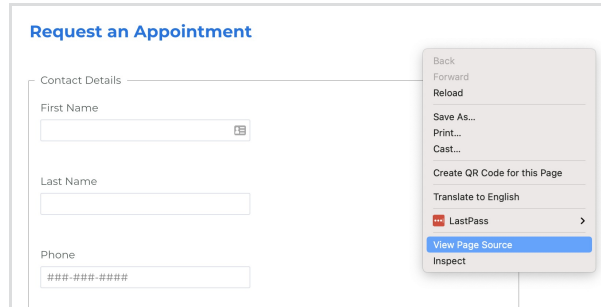 Request an Appointment
Contact Details
First Name
Last Name
Phone
###-###-####
Back
Forward
Reload
Save As...
Print...
Cast...
Create QR Code for this Page
Translate to English
LastPass
View Page Source
Inspect